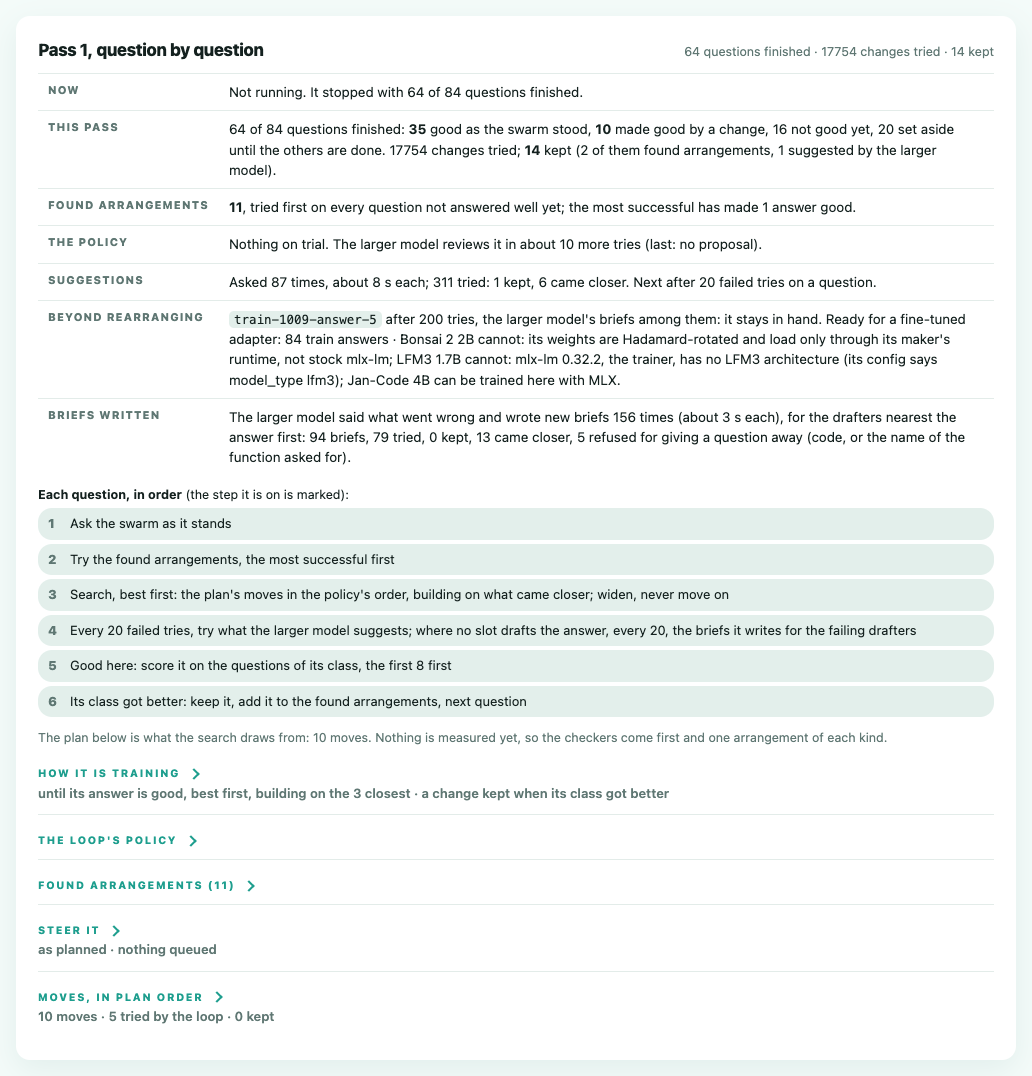 Pass 1, question by question
64 questions finished · 17754 changes tried · 14 kept
NOW
Not running. It stopped with 64 of 84 questions finished.
THIS PASS
64 of 84 questions finished: 35 good as the swarm stood, 10 made good by a change, 16 not good yet, 20 set aside
until the others are done. 17754 changes tried; 14 kept (2 of them found arrangements, 1 suggested by the larger
model).
FOUND ARRANGEMENTS
11, tried first on every question not answered well yet; the most successful has made 1 answer good.
THE POLICY
Nothing on trial. The larger model reviews it in about 10 more tries (last: no proposal).
SUGGESTIONS
Asked 87 times, about 8 s each; 311 tried: 1 kept, 6 came closer. Next after 20 failed tries on a question.
BEYOND REARRANGING
train-1009-answer-5 after 200 tries, the larger model's briefs among them: it stays in hand. Ready for a fine-tuned
adapter: 84 train answers · Bonsai 2 2B cannot: its weights are Hadamard-rotated and load only through its maker's
runtime, not stock mlx-lm; LFM3 1.7B cannot: mlx-lm 0.32.2, the trainer, has no LFM3 architecture (its config says
model_type lfm3); Jan-Code 4B can be trained here with MLX.
BRIEFS WRITTEN
The larger model said what went wrong and wrote new briefs 156 times (about 3 s each), for the drafters nearest the
answer first: 94 briefs, 79 tried, 0 kept, 13 came closer, 5 refused for giving a question away (code, or the name of the
function asked for).
Each question, in order (the step it is on is marked):
1 Ask the swarm as it stands
2 Try the found arrangements, the most successful first
3 Search, best first: the plan's moves in the policy's order, building on what came closer; widen, never move on
4 Every 20 failed tries, try what the larger model suggests; where no slot drafts the answer, every 20, the briefs it writes for the failing drafters
5 Good here: score it on the questions of its class, the first 8 first
6 Its class got better: keep it, add it to the found arrangements, next question
The plan below is what the search draws from: 10 moves. Nothing is measured yet, so the checkers come first and one arrangement of each kind.
HOW IT IS TRAINING
until its answer is good, best first, building on the 3 closest · a change kept when its class got better
THE LOOP'S POLICY
FOUND ARRANGEMENTS (11)
STEER IT
as planned · nothing queued
MOVES, IN PLAN ORDER
10 moves · 5 tried by the loop · 0 kept